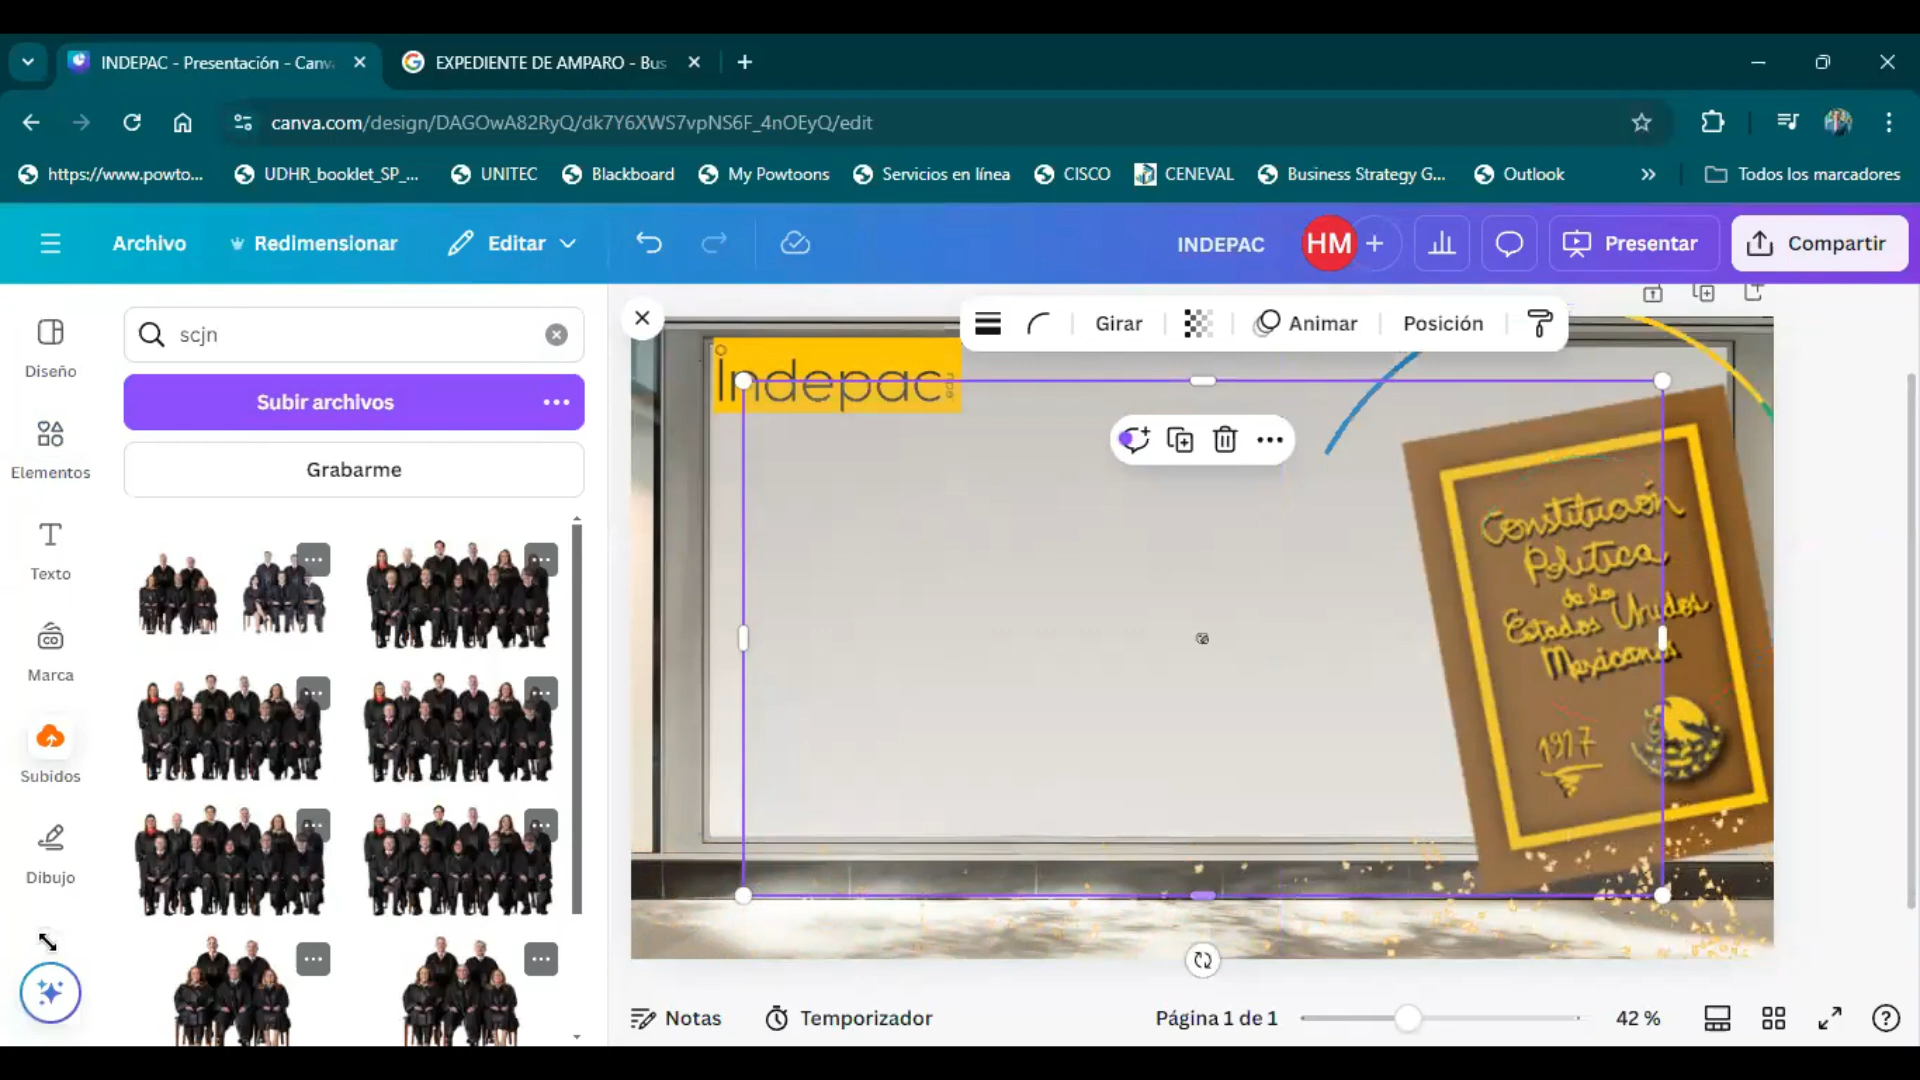 INDEPAC - Presentación - Canv
EXPEDIENTE DE AMPARO - Bus
canva.com/design/DAGOwA82RyQ/dk7Y6XWS7vpNS6F_4nOEyQ/edit
https://www.powto...
UDHR_booklet_SP_...
UNITEC
Blackboard
My Powtoons
Servicios en línea
CISCO
CENEVAL
Business Strategy G...
Outlook
Todos los marcadores
Archivo
Redimensionar
Editar
INDEPAC
HM
Presentar
Compartir
Diseño
Elementos
Texto
Marca
Subidos
Dibujo
scjn
Subir archivos
Grabarme
Girar
Animar
Posición
Indepac
Constitución
Política
de los
Estados Unidos
Mexicanos
1917
Notas
Temporizador
Página 1 de 1
42 %